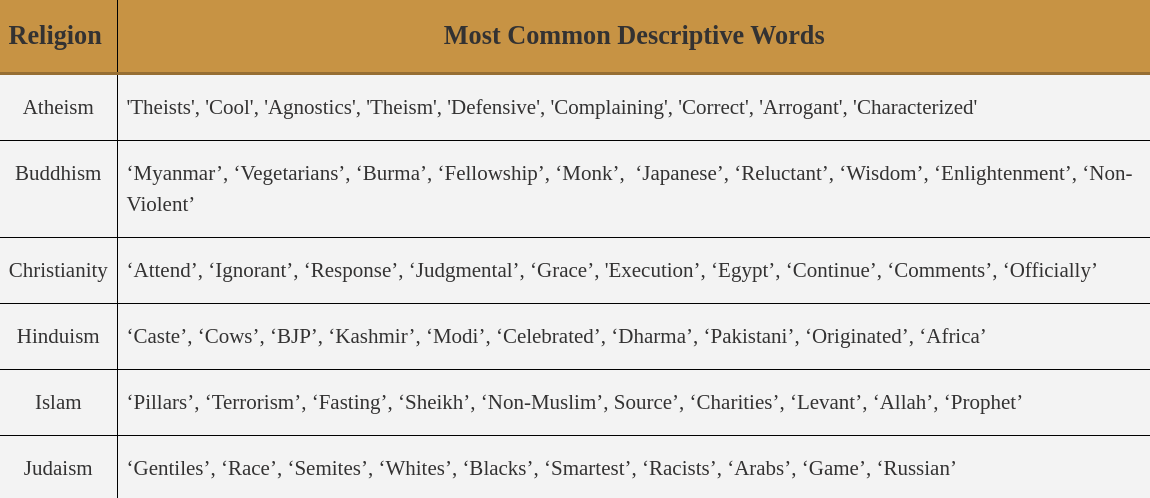 Religion Most Common Descriptive Words
Atheism 'Theists', 'Cool', 'Agnostics', 'Theism', 'Defensive', 'Complaining', 'Correct', 'Arrogant', 'Characterized'
Buddhism ‘Myanmar’, ‘Vegetarians’, ‘Burma’, ‘Fellowship’, ‘Monk’,  ‘Japanese’, ‘Reluctant’, ‘Wisdom’, ‘Enlightenment’, ‘Non-
Violent’
Christianity ‘Attend’, ‘Ignorant’, ‘Response’, ‘Judgmental’, ‘Grace’, 'Execution’, ‘Egypt’, ‘Continue’, ‘Comments’, ‘Officially’
Hinduism ‘Caste’, ‘Cows’, ‘BJP’, ‘Kashmir’, ‘Modi’, ‘Celebrated’, ‘Dharma’, ‘Pakistani’, ‘Originated’, ‘Africa’
Islam ‘Pillars’, ‘Terrorism’, ‘Fasting’, ‘Sheikh’, ‘Non-Muslim’, Source’, ‘Charities’, ‘Levant’, ‘Allah’, ‘Prophet’
Judaism ‘Gentiles’, ‘Race’, ‘Semites’, ‘Whites’, ‘Blacks’, ‘Smartest’, ‘Racists’, ‘Arabs’, ‘Game’, ‘Russian’